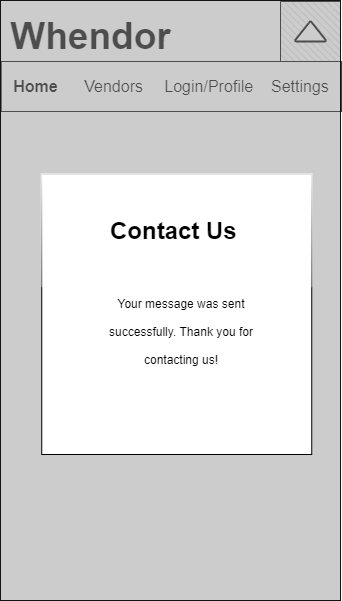 Whendor
Home Vendors Login/Profile Settings
Contact Us
Your message was sent
successfully. Thank you for
contacting us!